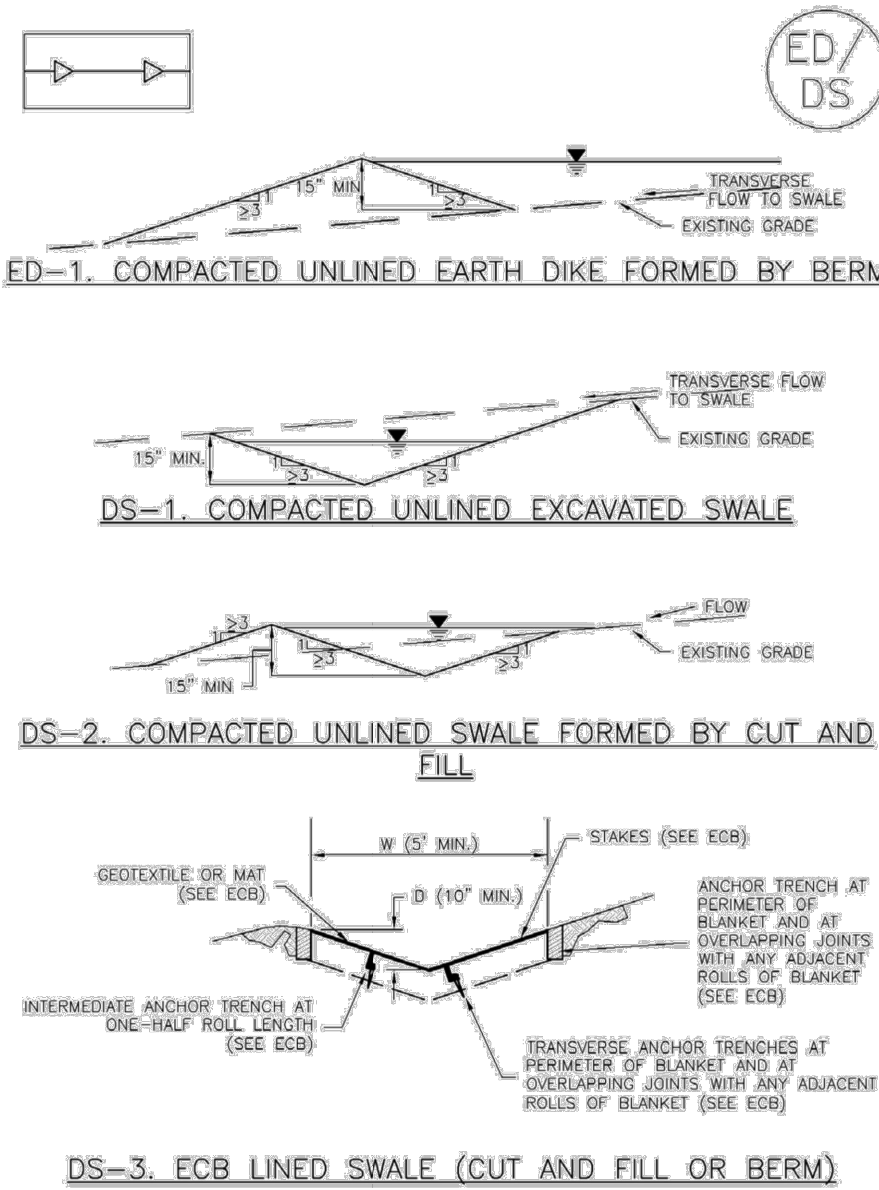 ED/
DS
15" MIN
1
≥3
1
≥3
TRANSVERSE
FLOW TO SWALE
EXISTING GRADE
ED-1. COMPACTED UNLINED EARTH DIKE FORMED BY BERM
TRANSVERSE FLOW
TO SWALE
EXISTING GRADE
15" MIN.
1
≥3
1
≥3
DS-1. COMPACTED UNLINED EXCAVATED SWALE
FLOW
≥3
1
1
≥3
1
≥3
EXISTING GRADE
15" MIN
DS-2. COMPACTED UNLINED SWALE FORMED BY CUT AND
FILL
W (5' MIN.)
STAKES (SEE ECB)
GEOTEXTILE OR MAT
(SEE ECB)
D (10" MIN.)
ANCHOR TRENCH AT
PERIMETER OF
BLANKET AND AT
OVERLAPPING JOINTS
WITH ANY ADJACENT
ROLLS OF BLANKET
(SEE ECB)
INTERMEDIATE ANCHOR TRENCH AT
ONE-HALF ROLL LENGTH
(SEE ECB)
TRANSVERSE ANCHOR TRENCHES AT
PERIMETER OF BLANKET AND AT
OVERLAPPING JOINTS WITH ANY ADJACENT
ROLLS OF BLANKET (SEE ECB)
DS-3. ECB LINED SWALE (CUT AND FILL OR BERM)